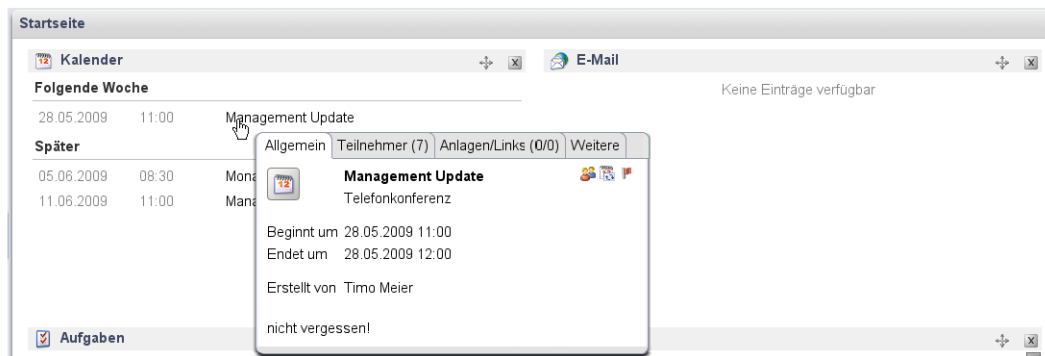 Startseite
Kalender
Folgende Woche
28.05.2009 11:00 Management Update
Später
05.06.2009 08:30
11.06.2009 11:00
Allgemein Teilnehmer (7) Anlagen/Links (0/0) Weitere
Management Update
Telefonkonferenz
Beginnt um 28.05.2009 11:00
Endet um 28.05.2009 12:00
Erstellt von Timo Meier
nicht vergessen!
Aufgaben
E-Mail
Keine Einträge verfügbar